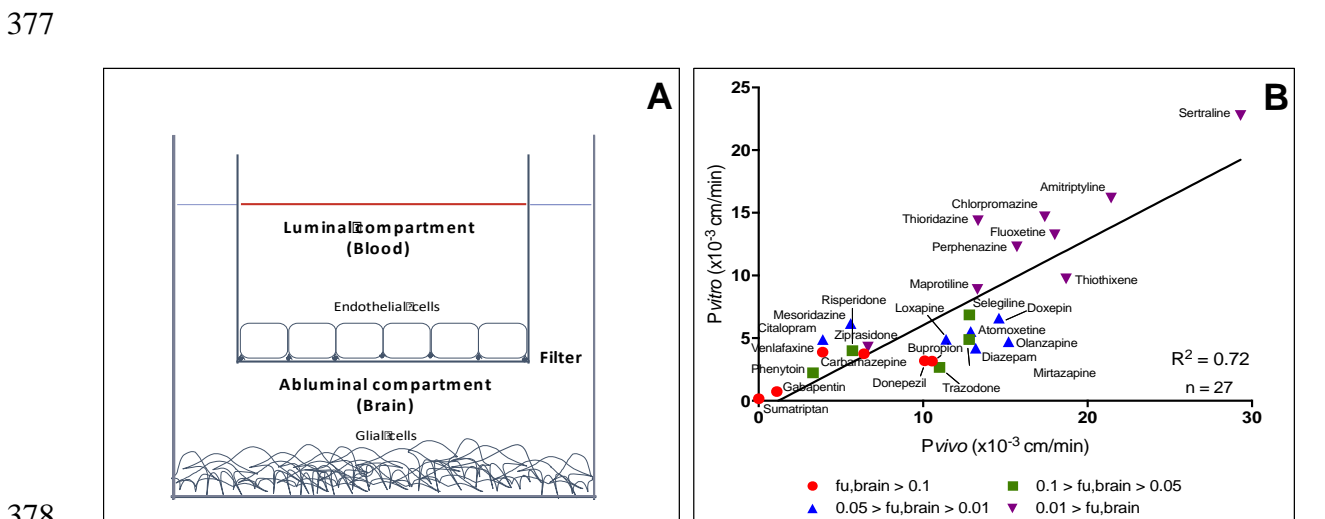 377
A
Luminal compartment
(Blood)
Endothelial cells
Filter
Abluminal compartment
(Brain)
Glial cells
B
25
20
15
10
5
0
Pvitro (x10-3 cm/min)
Sertraline
Amitriptyline
Chlorpromazine
Thioridazine
Fluoxetine
Perphenazine
Thiothixene
Maprotiline
Risperidone
Loxapine
Selegiline
Doxepin
Mesoridazine
Citalopram
Ziprasidone
Atomoxetine
Olanzapine
Venlafaxine
Bupropion
Diazepam
Carbamazepine
Mirtazapine
Phenytoin
Donepezil
Trazodone
Gabapentin
Sumatriptan
R2 = 0.72
n = 27
0
10
20
30
Pvivo (x10-3 cm/min)
fu,brain > 0.1
0.1 > fu,brain > 0.05
0.05 > fu,brain > 0.01
0.01 > fu,brain
378